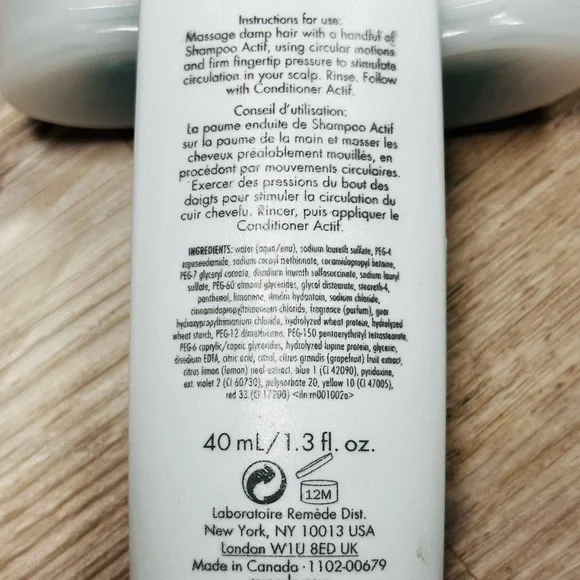 Instructions for use:
Massage damp hair with a handful of
Shampoo Actif, using circular motions
and firm fingertip pressure to stimulate
circulation in your scalp. Rinse. Follow
with Conditioner Actif.
Conseil d'utilisation:
La paume enduite de Shampoo Actif
sur la paume de la main et masser les
cheveux préalablement mouillés, en
procédant par mouvements circulaires.
Exercer des pressions du bout des
doigts pour stimuler la circulation du
cuir chevelu. Rincer, puis appliquer le
Conditioner Actif.
INGREDIENTS: water (aqua/eau), sodium laureth sulfate, PEG-4
sodium cocoyl methionate, cocamidopropyl betaine,
PEG-7 glyceryl cocoate, disodium laureth sulfosuccinate, sodium lauryl
sulfate, PEG-60 almond glycerides, glycol distearate, steareth-4,
panthenol, limonene, dmdm hydantoin, sodium chloride,
cinnamidopropyltrimonium chloride, fragrance (parfum), guar
hydroxypropyltrimonium chloride, hydrolyzed wheat protein, hydrolyzed
wheat starch, PEG-12 dimethicone, PEG-150 pentaerythrityl tetrastearate,
PEG-6 caprylic/capric glycerides, hydrolyzed lupine protein, glycerin,
disodium EDTA, citric acid, citral, citrus grandis (grapefruit) fruit extract,
citrus limon (lemon) peel extract, blue 1 (CI 42090), pyridoxine,
ext. violet 2 (CI 60730), polysorbate 20, yellow 10 (CI 47005),
red 33 (CI 17200) <iln:rn001002a>
40 mL/1.3 fl. oz.
12M
Laboratoire Remède Dist.
New York, NY 10013 USA
London W1U 8ED UK
Made in Canada · 1102-00679